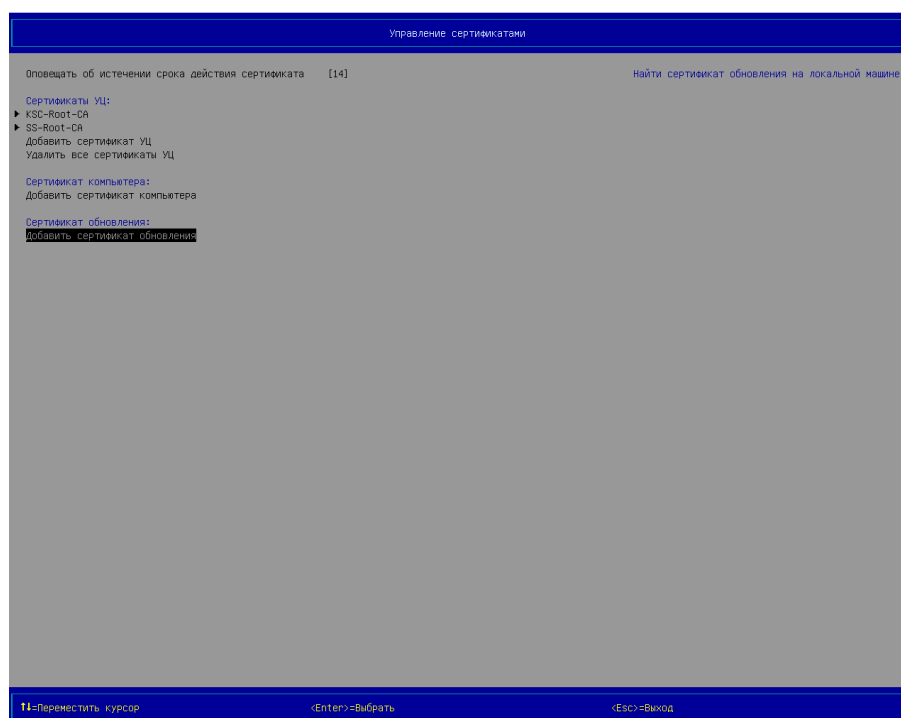 Управление сертификатами
Оповещать об истечении срока действия сертификата [14]
Найти сертификат обновления на локальной машине
Сертификаты УЦ:
KSC-Root-CA
SS-Root-CA
Добавить сертификат УЦ
Удалить все сертификаты УЦ
Сертификат компьютера:
Добавить сертификат компьютера
Сертификат обновления:
Добавить сертификат обновления
↑↓=Переместить курсор
<Enter>=Выбрать
<Esc>=Выход